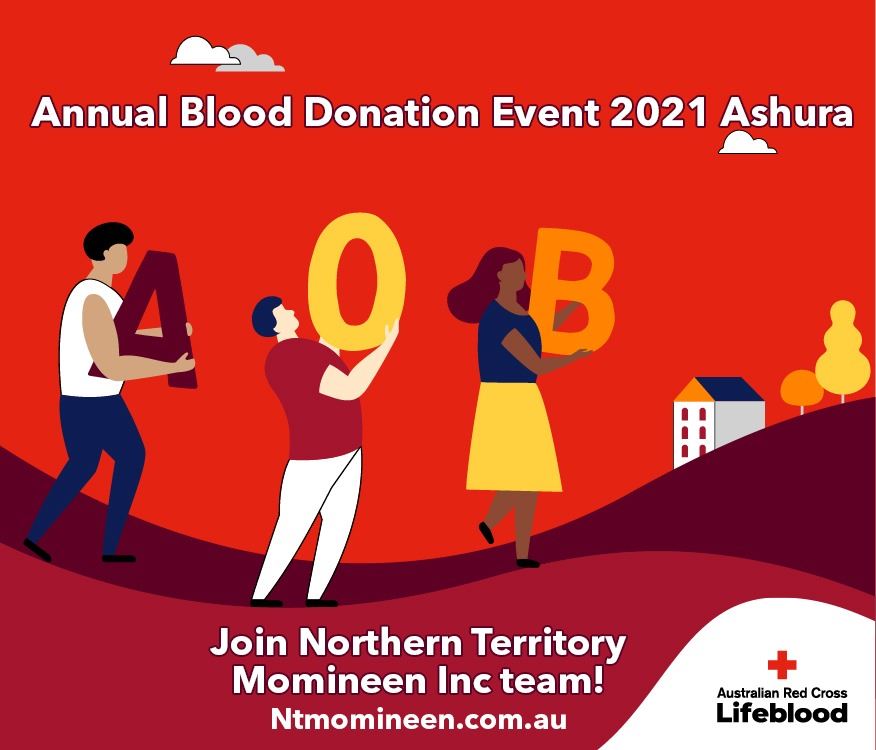 Annual Blood Donation Event 2021 Ashura
A O B
Join Northern Territory
Momineen Inc team!
Ntmomineen.com.au
Australian Red Cross
Lifeblood